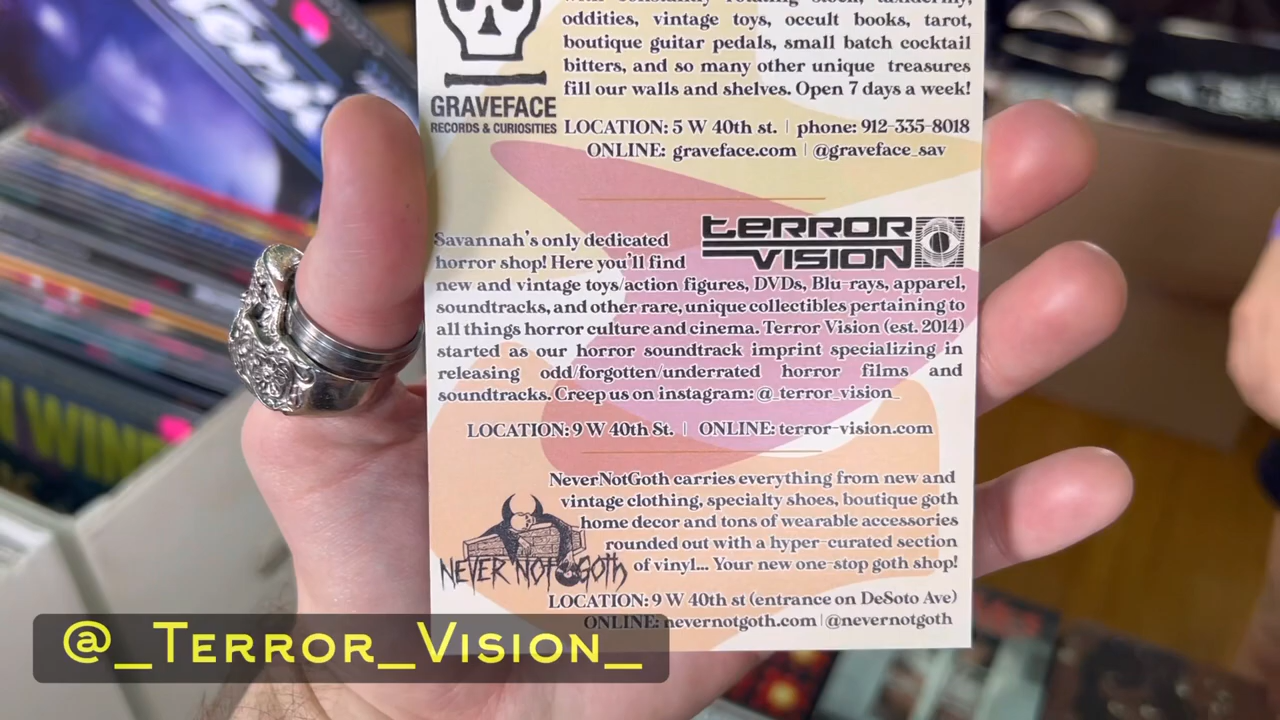 with constantly rotating stock, taxidermy,
oddities, vintage toys, occult books, tarot,
boutique guitar pedals, small batch cocktail
bitters, and so many other unique treasures
fill our walls and shelves. Open 7 days a week!
GRAVEFACE
RECORDS & CURIOSITIES
LOCATION: 5 W 40th st. | phone: 912-335-8018
ONLINE: graveface.com | @graveface_sav
terror
VISION
Savannah's only dedicated
horror shop! Here you'll find
new and vintage toys/action figures, DVDs, Blu-rays, apparel,
soundtracks, and other rare, unique collectibles pertaining to
all things horror culture and cinema. Terror Vision (est. 2014)
started as our horror soundtrack imprint specializing in
releasing odd/forgotten/underrated horror films and
soundtracks. Creep us on instagram: @_terror_vision_
LOCATION: 9 W 40th St. | ONLINE: terror-vision.com
NeverNotGoth carries everything from new and
vintage clothing, specialty shoes, boutique goth
home decor and tons of wearable accessories
rounded out with a hyper-curated section
of vinyl... Your new one-stop goth shop!
NEVER NOT GOTH
LOCATION: 9 W 40th st (entrance on DeSoto Ave)
ONLINE: nevernotgoth.com | @nevernotgoth
@_Terror_Vision_